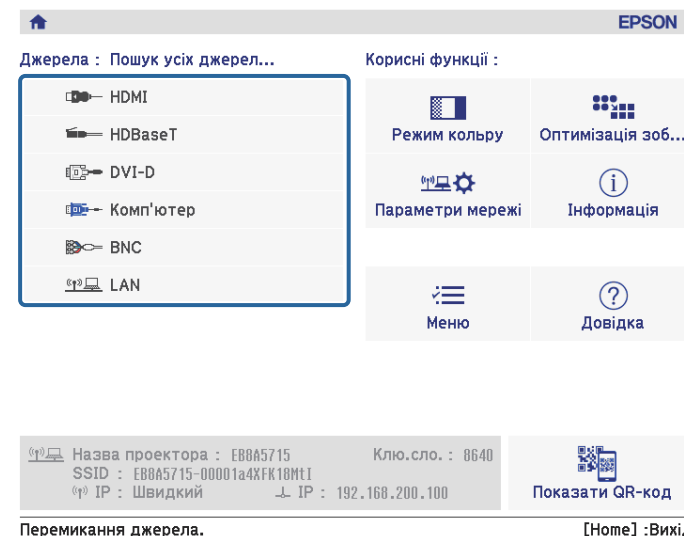 EPSON
Джерела : Пошук усіх джерел...
HDMI
HDBaseT
DVI-D
Комп'ютер
BNC
LAN
Корисні функції :
Режим кольру
Оптимізація зоб...
Параметри мережі
Інформація
Меню
Довідка
Назва проектора : EB8A5715 Клю.сло. : 8640
SSID : EB8A5715-00001a4XFK18MtI
IP : Швидкий IP : 192.168.200.100
Показати QR-код
Перемикання джерела. [Home] :Вихі